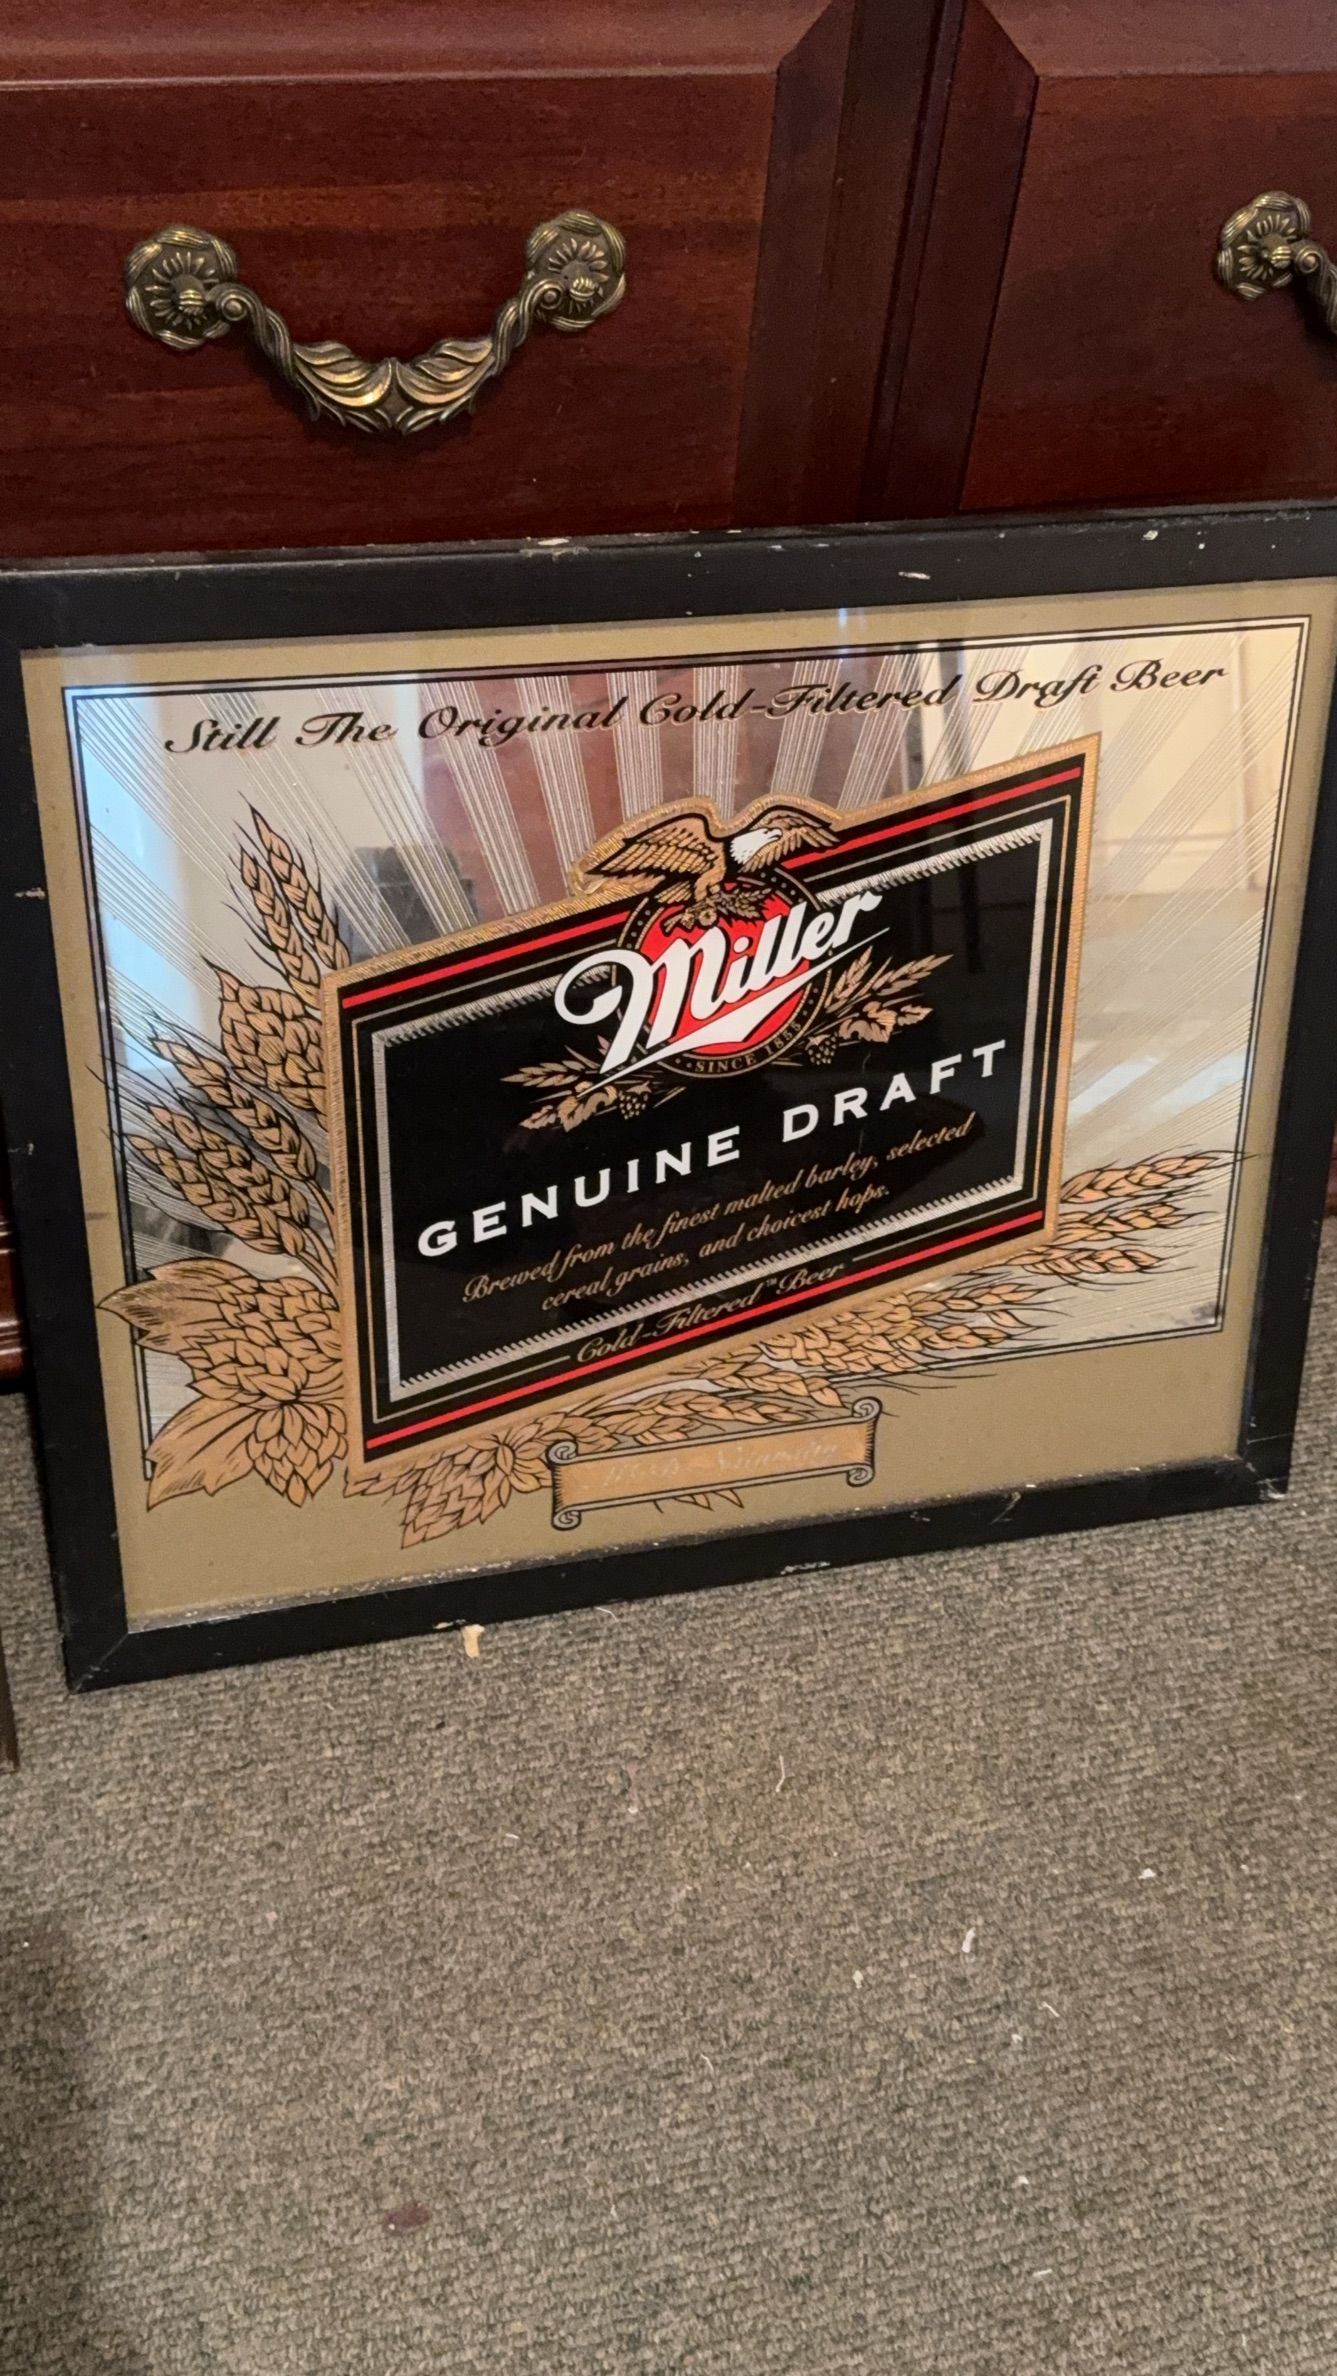 Still The Original Cold-Filtered Draft Beer
Miller
SINCE 1855
GENUINE DRAFT
Brewed from the finest malted barley, selected
cereal grains, and choicest hops.
Cold-Filtered™ Beer